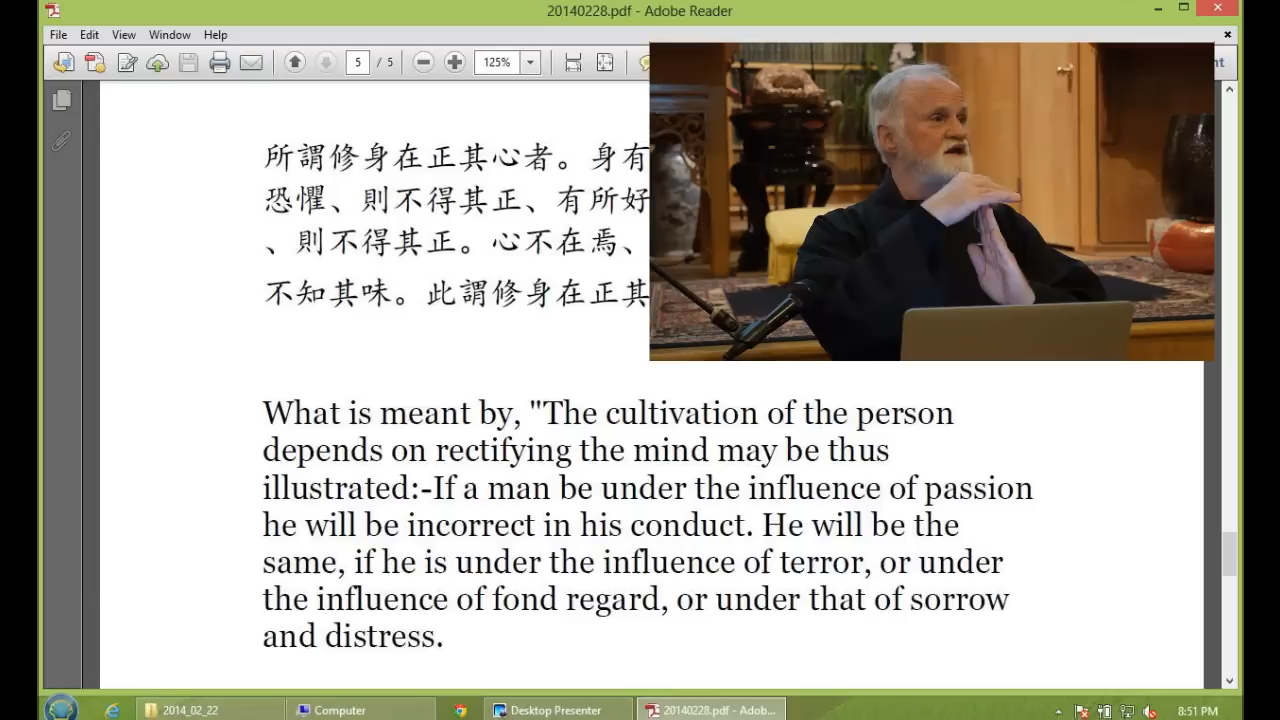 20140228.pdf - Adobe Reader
File Edit View Window Help
5 / 5 125%
所謂修身在正其心者。身有
恐懼、則不得其正、有所好
、則不得其正。心不在焉、
不知其味。此謂修身在正其
What is meant by, "The cultivation of the person
depends on rectifying the mind may be thus
illustrated:-If a man be under the influence of passion
he will be incorrect in his conduct. He will be the
same, if he is under the influence of terror, or under
the influence of fond regard, or under that of sorrow
and distress.
2014_02_22 Computer Desktop Presenter 20140228.pdf - Adob... 8:51 PM